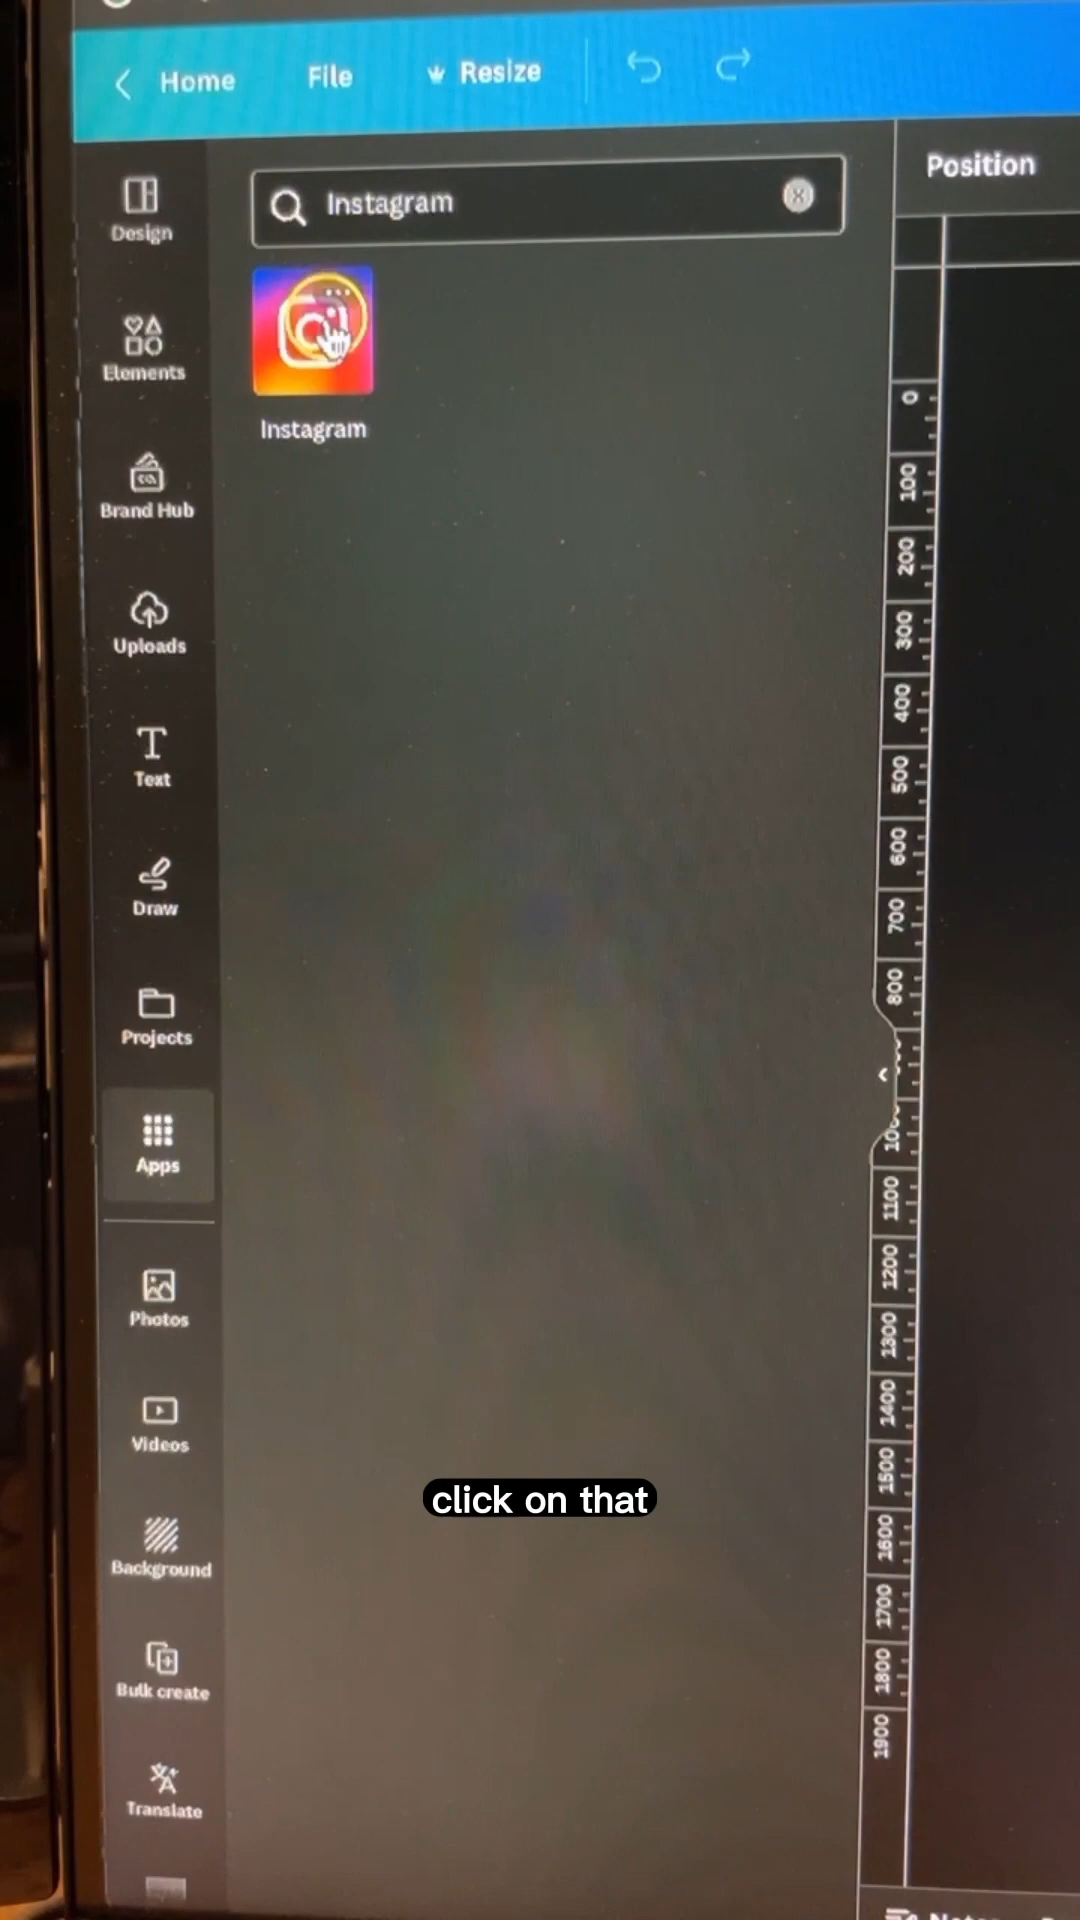 Home File Resize
Instagram
Position
Design
Elements
Instagram
Brand Hub
Uploads
Text
Draw
Projects
Apps
Photos
Videos
Background
Bulk create
Translate
0
100
200
300
400
500
600
700
800
1100
1200
1300
1400
1500
1600
1700
1800
1900
click on that